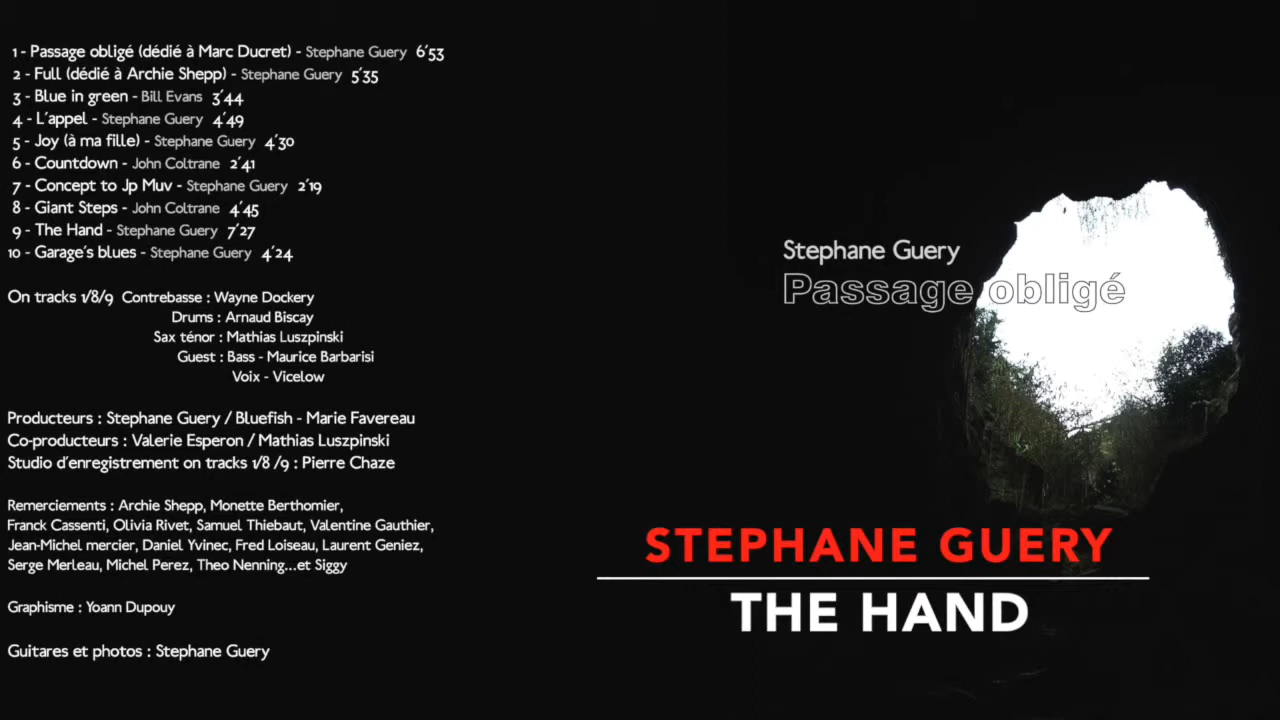 1 - Passage obligé (dédié à Marc Ducret) - Stephane Guery 6'53
2 - Full (dédié à Archie Shepp) - Stephane Guery 5'35
3 - Blue in green - Bill Evans 3'44
4 - L'appel - Stephane Guery 4'49
5 - Joy (à ma fille) - Stephane Guery 4'30
6 - Countdown - John Coltrane 2'41
7 - Concept to Jp Muv - Stephane Guery 2'19
8 - Giant Steps - John Coltrane 4'45
9 - The Hand - Stephane Guery 7'27
10 - Garage's blues - Stephane Guery 4'24
On tracks 1/8/9 Contrebasse : Wayne Dockery
Drums : Arnaud Biscay
Sax ténor : Mathias Luszpinski
Guest : Bass - Maurice Barbarisi
Voix - Vicelow
Producteurs : Stephane Guery / Bluefish - Marie Favereau
Co-producteurs : Valerie Esperon / Mathias Luszpinski
Studio d'enregistrement on tracks 1/8 /9 : Pierre Chaze
Remerciements : Archie Shepp, Monette Berthomier,
Franck Cassenti, Olivia Rivet, Samuel Thiebaut, Valentine Gauthier,
Jean-Michel mercier, Daniel Yvinec, Fred Loiseau, Laurent Geniez,
Serge Merleau, Michel Perez, Theo Nenning...et Siggy
Graphisme : Yoann Dupouy
Guitares et photos : Stephane Guery
Stephane Guery
Passage obligé
STEPHANE GUERY
THE HAND